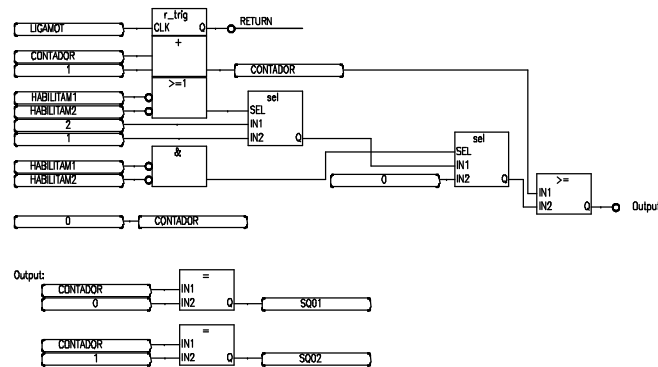 r_trig
LIGAMOT CLK Q RETURN
+
CONTADOR
1 CONTADOR
>=1
HABILITAM1 sel
HABILITAM2 SEL
2 IN1
1 IN2 Q
& sel
SEL
HABILITAM1 IN1 >=
HABILITAM2 0 IN2 Q IN1
IN2 Q Output
0 CONTADOR
Output:
=
CONTADOR IN1
0 IN2 Q SQ01
=
CONTADOR IN1
1 IN2 Q SQ02